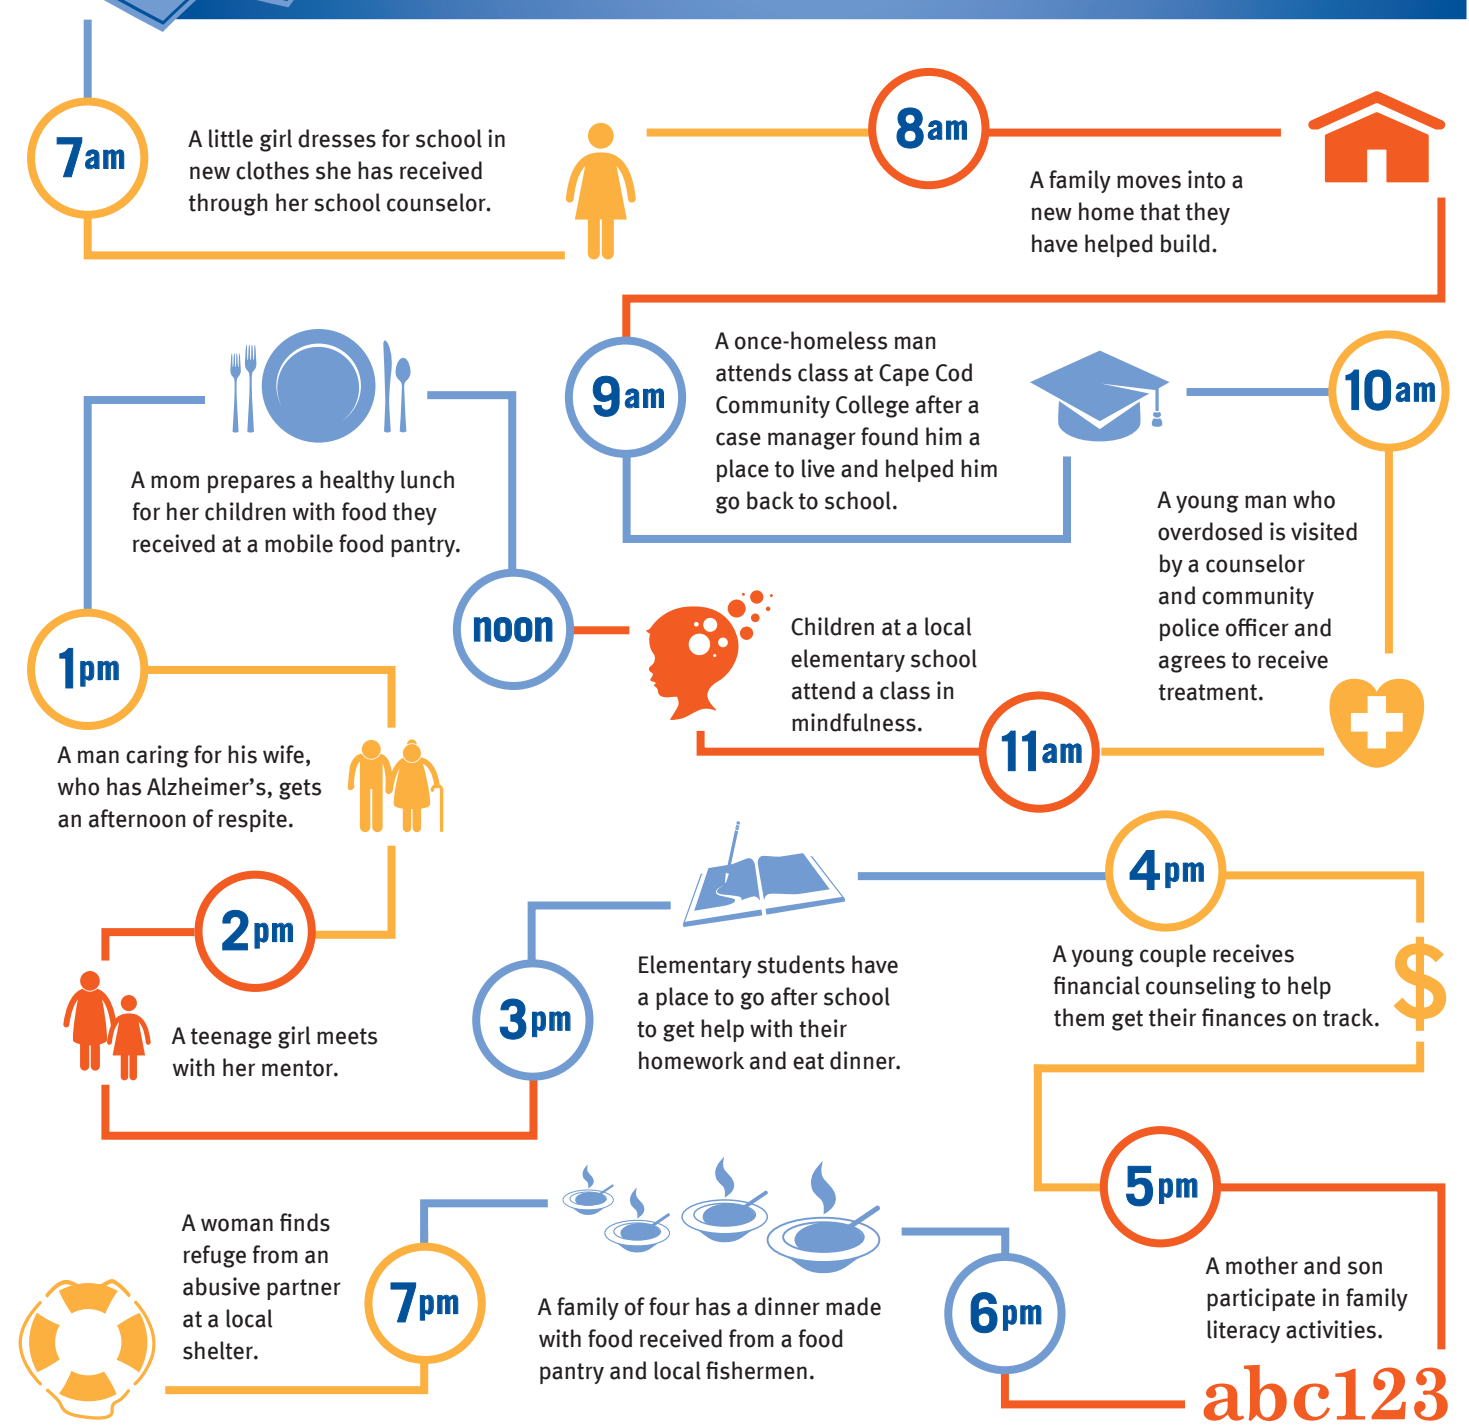 7am
A little girl dresses for school in
new clothes she has received
through her school counselor.
8am
A family moves into a
new home that they
have helped build.
9am
A once-homeless man
attends class at Cape Cod
Community College after a
case manager found him a
place to live and helped him
go back to school.
10am
A young man who
overdosed is visited
by a counselor
and community
police officer and
agrees to receive
treatment.
11am
Children at a local
elementary school
attend a class in
mindfulness.
noon
A mom prepares a healthy lunch
for her children with food they
received at a mobile food pantry.
1pm
A man caring for his wife,
who has Alzheimer’s, gets
an afternoon of respite.
2pm
A teenage girl meets
with her mentor.
3pm
Elementary students have
a place to go after school
to get help with their
homework and eat dinner.
4pm
A young couple receives
financial counseling to help
them get their finances on track.
$
5pm
A mother and son
participate in family
literacy activities.
abc123
6pm
A family of four has a dinner made
with food received from a food
pantry and local fishermen.
7pm
A woman finds
refuge from an
abusive partner
at a local
shelter.